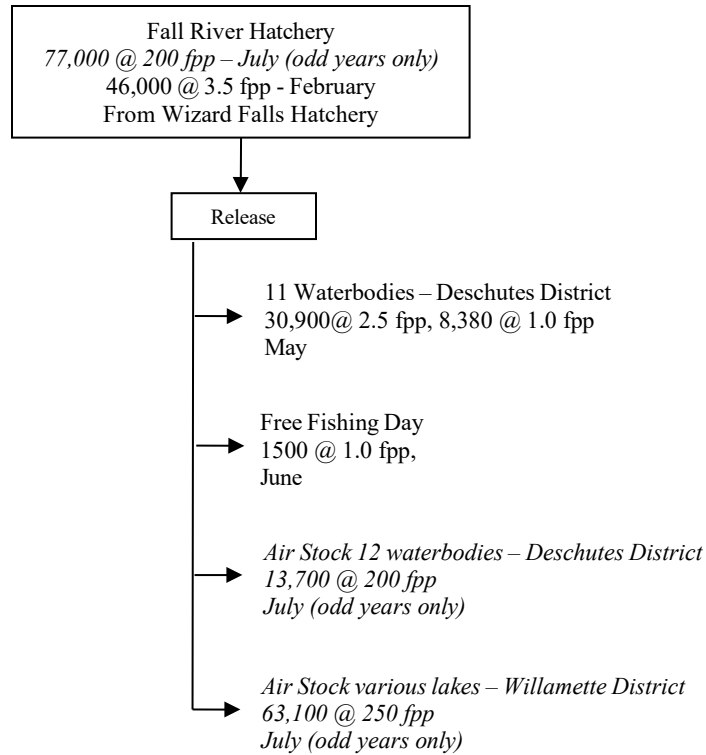 Fall River Hatchery
77,000 @ 200 fpp – July (odd years only)
46,000 @ 3.5 fpp - February
From Wizard Falls Hatchery
Release
11 Waterbodies – Deschutes District
30,900@ 2.5 fpp, 8,380 @ 1.0 fpp
May
Free Fishing Day
1500 @ 1.0 fpp,
June
Air Stock 12 waterbodies – Deschutes District
13,700 @ 200 fpp
July (odd years only)
Air Stock various lakes – Willamette District
63,100 @ 250 fpp
July (odd years only)